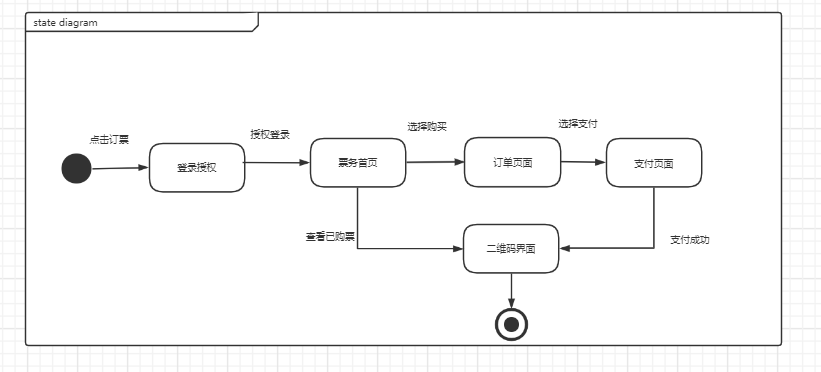 state diagram
点击订票
登录授权
授权登录
票务首页
选择购买
订单页面
选择支付
支付页面
查看已购票
二维码界面
支付成功